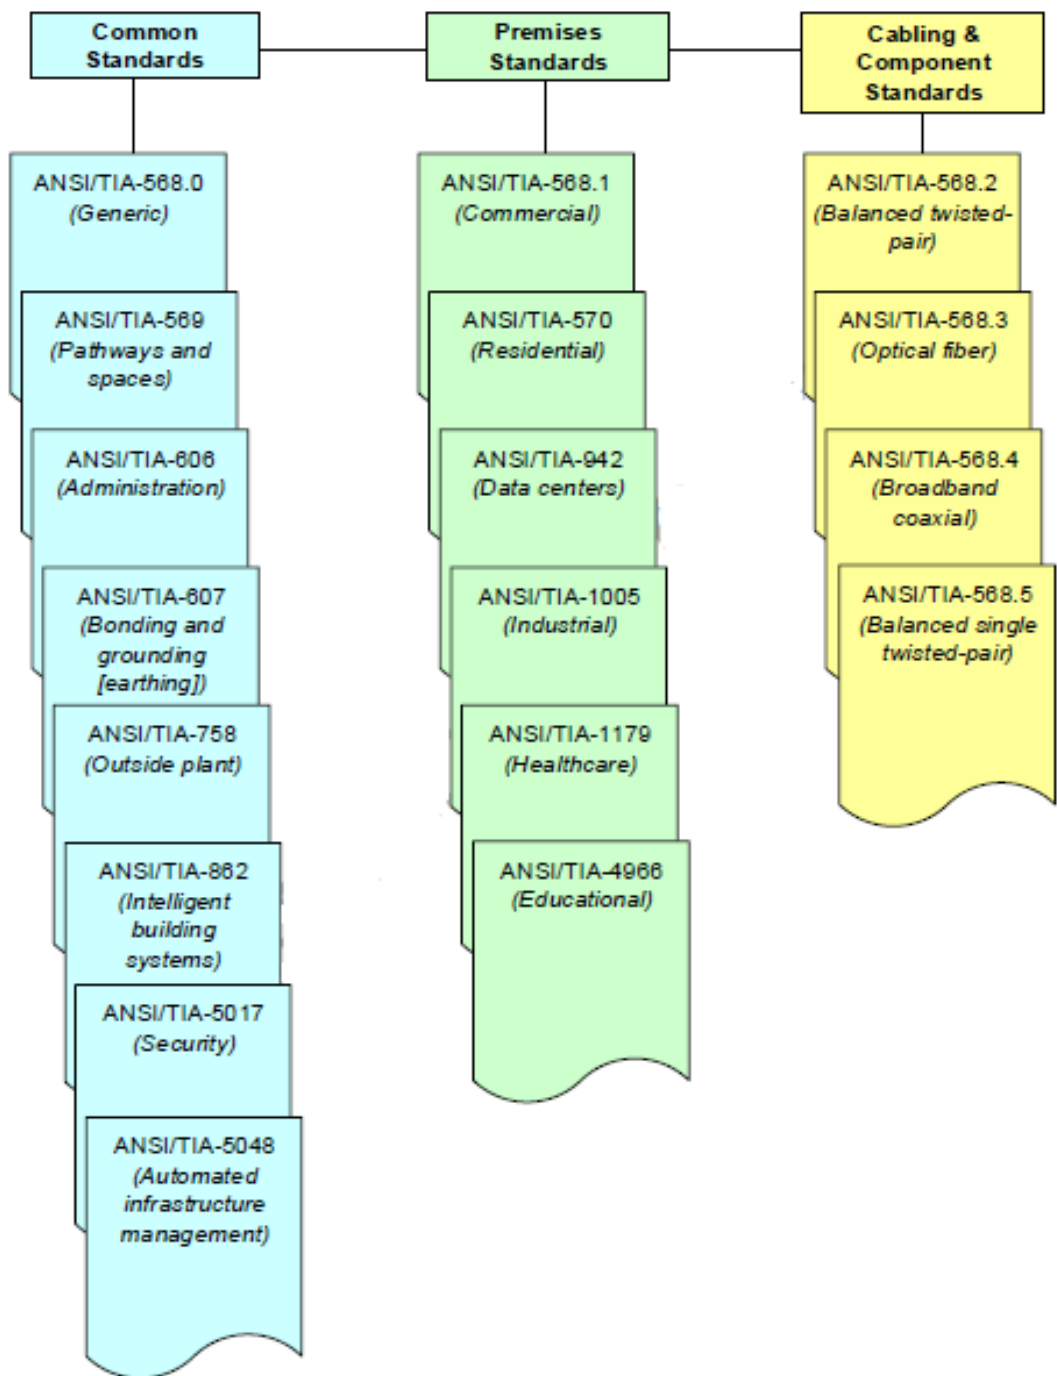 Common
Standards
ANSI/TIA-568.0
(Generic)
ANSI/TIA-569
(Pathways and
spaces)
ANSI/TIA-606
(Administration)
ANSI/TIA-607
(Bonding and
grounding
[earthing])
ANSI/TIA-758
(Outside plant)
ANSI/TIA-862
(Intelligent
building
systems)
ANSI/TIA-5017
(Security)
ANSI/TIA-5048
(Automated
infrastructure
management)
Premises
Standards
ANSI/TIA-568.1
(Commercial)
ANSI/TIA-570
(Residential)
ANSI/TIA-942
(Data centers)
ANSI/TIA-1005
(Industrial)
ANSI/TIA-1179
(Healthcare)
ANSI/TIA-4966
(Educational)
Cabling &
Component
Standards
ANSI/TIA-568.2
(Balanced twisted-
pair)
ANSI/TIA-568.3
(Optical fiber)
ANSI/TIA-568.4
(Broadband
coaxial)
ANSI/TIA-568.5
(Balanced single
twisted-pair)